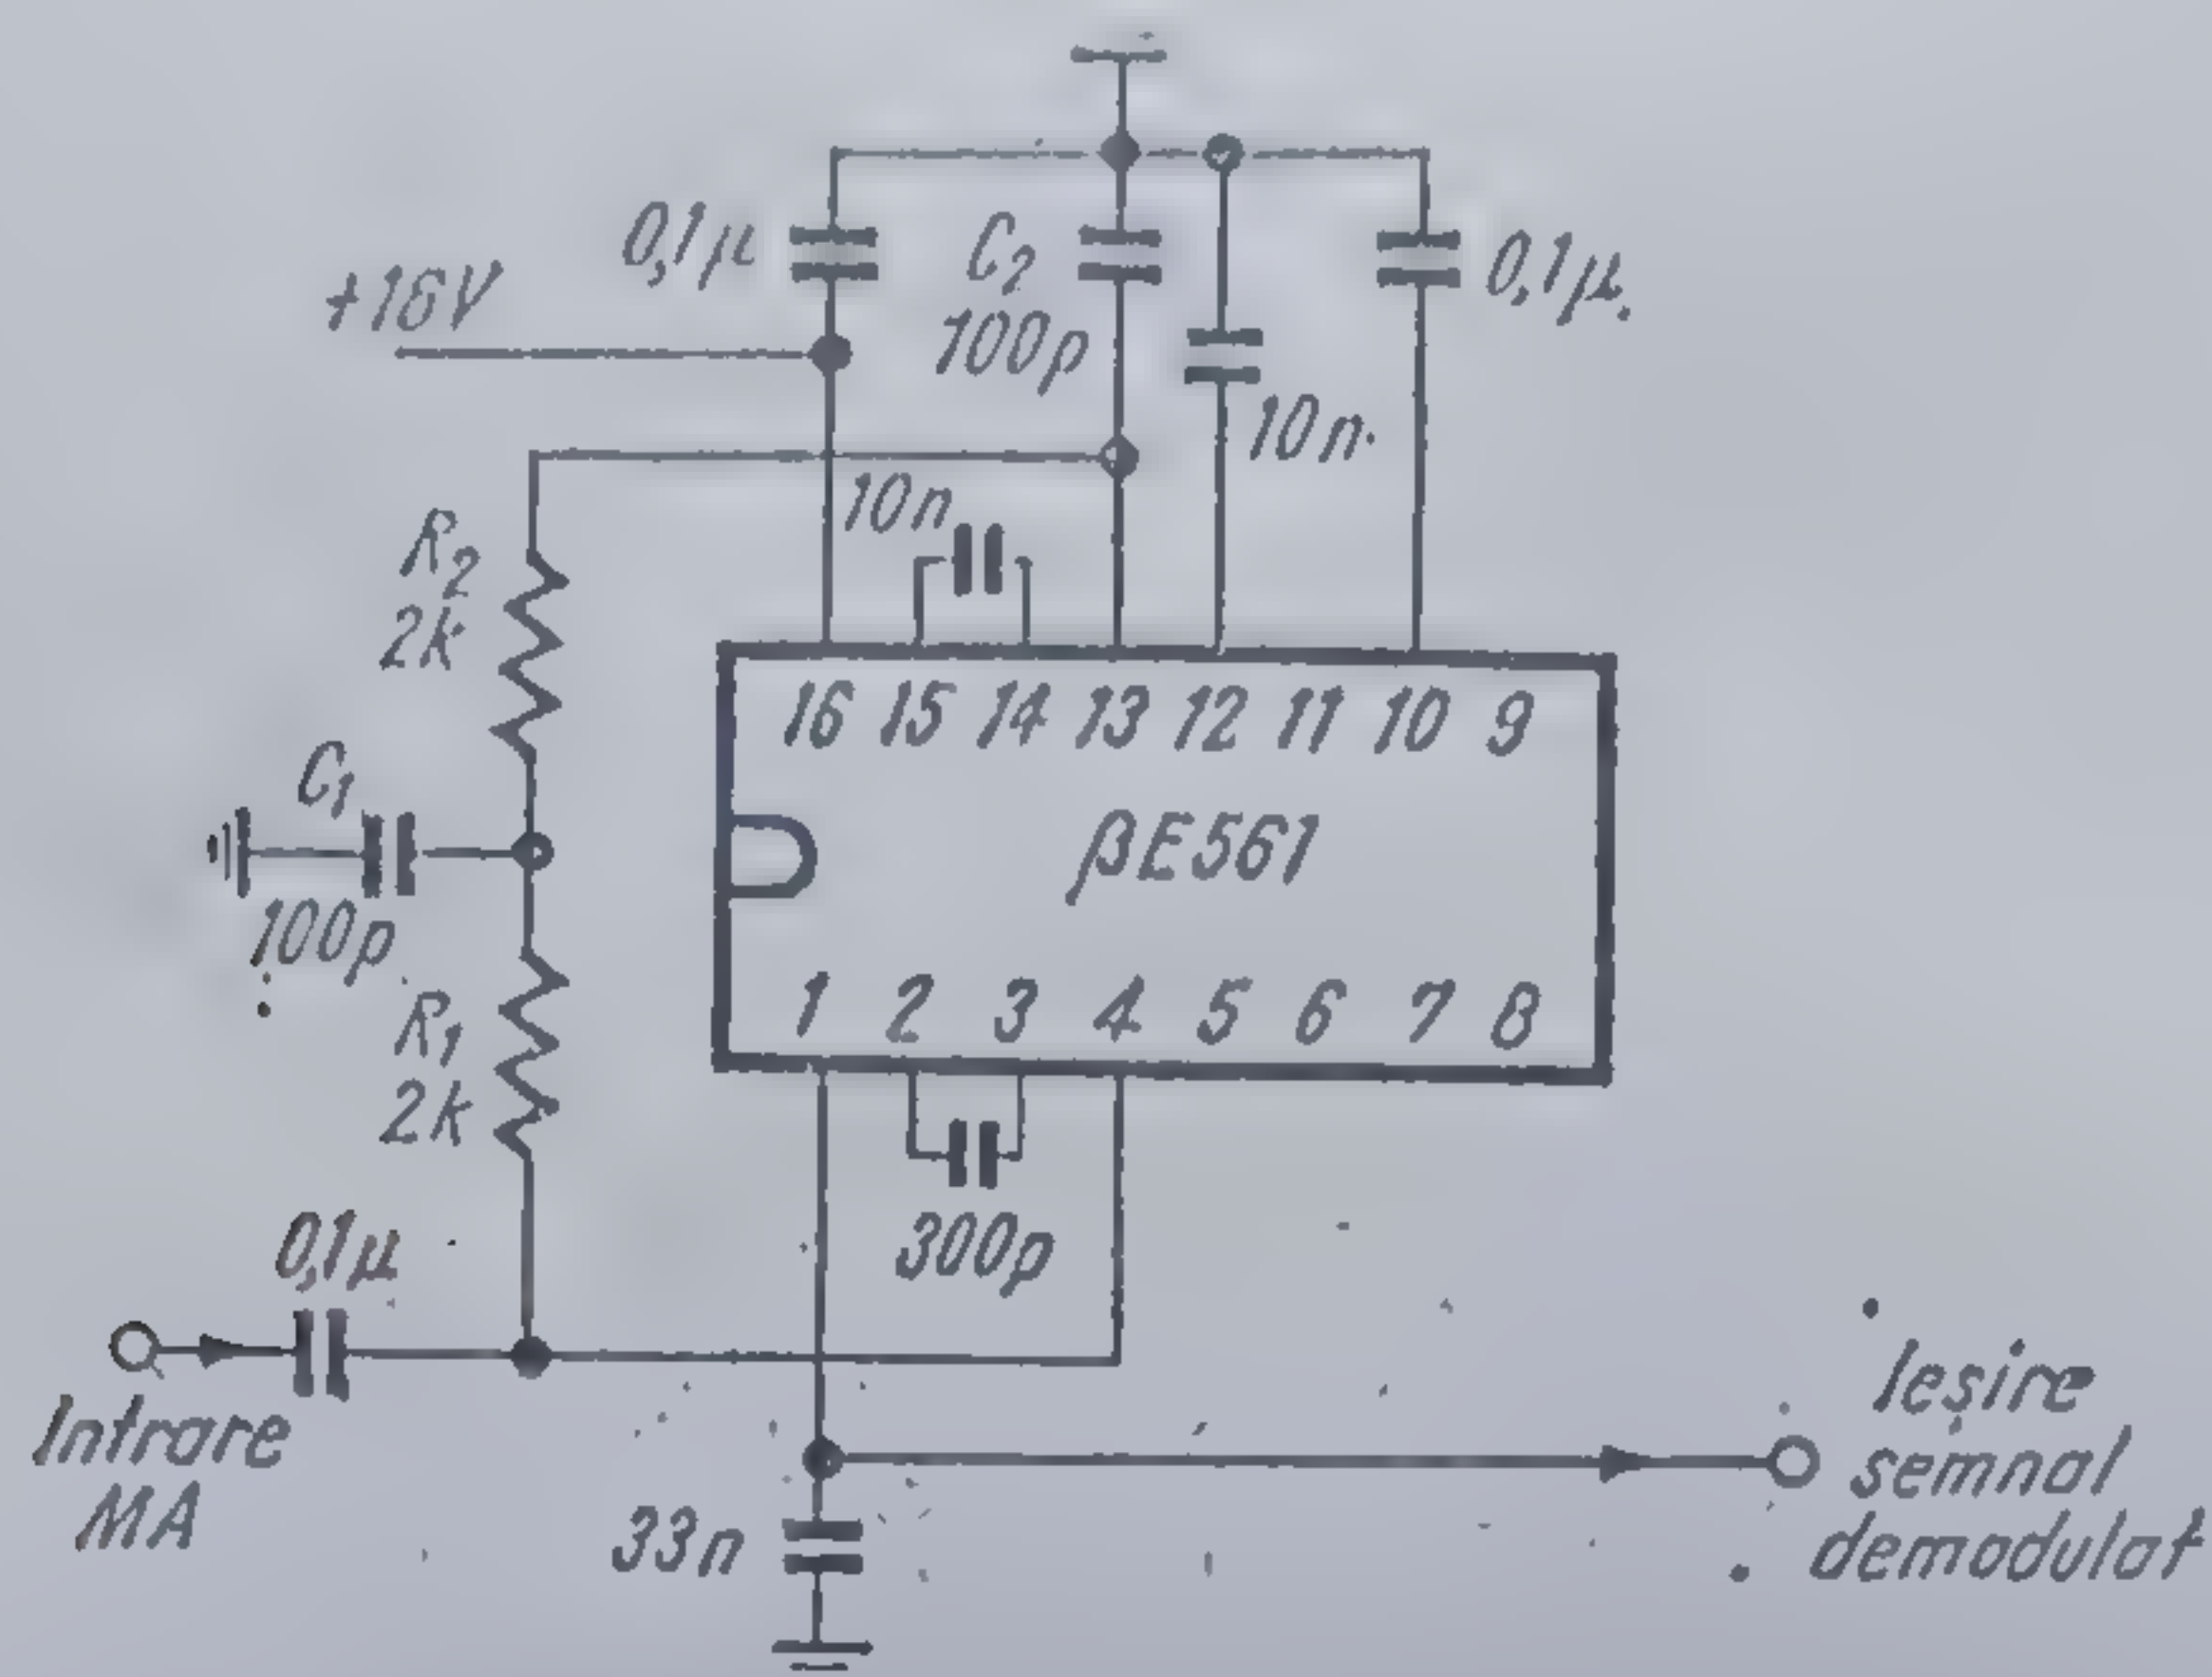 +16V
0,1µ
C2
100p
10n
0,1µ
10n
R2
2k
16 15 14 13 12 11 10 9
C1
100p
βE561
R1
2k
1 2 3 4 5 6 7 8
0,1µ
300p
Intrare
MA
33n
Ieșire
semnal
demodulat